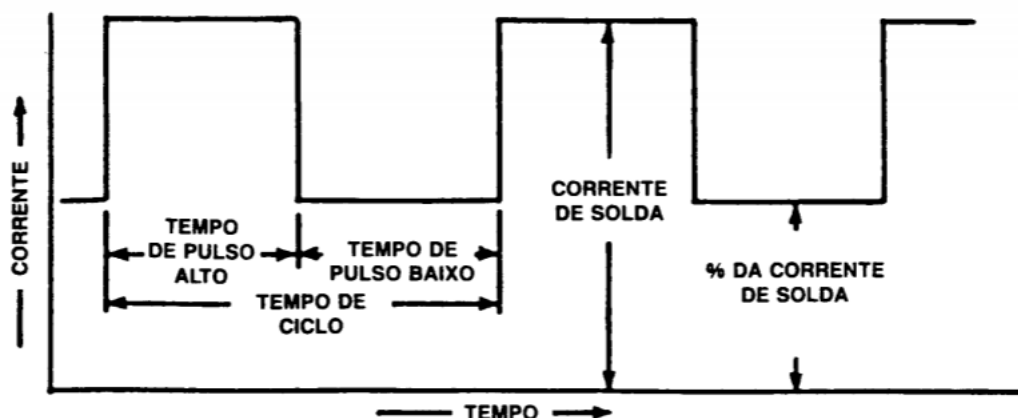 CORRENTE
TEMPO
DE PULSO
ALTO
TEMPO DE
PULSO BAIXO
TEMPO DE
CICLO
CORRENTE
DE SOLDA
% DA CORRENTE
DE SOLDA
TEMPO